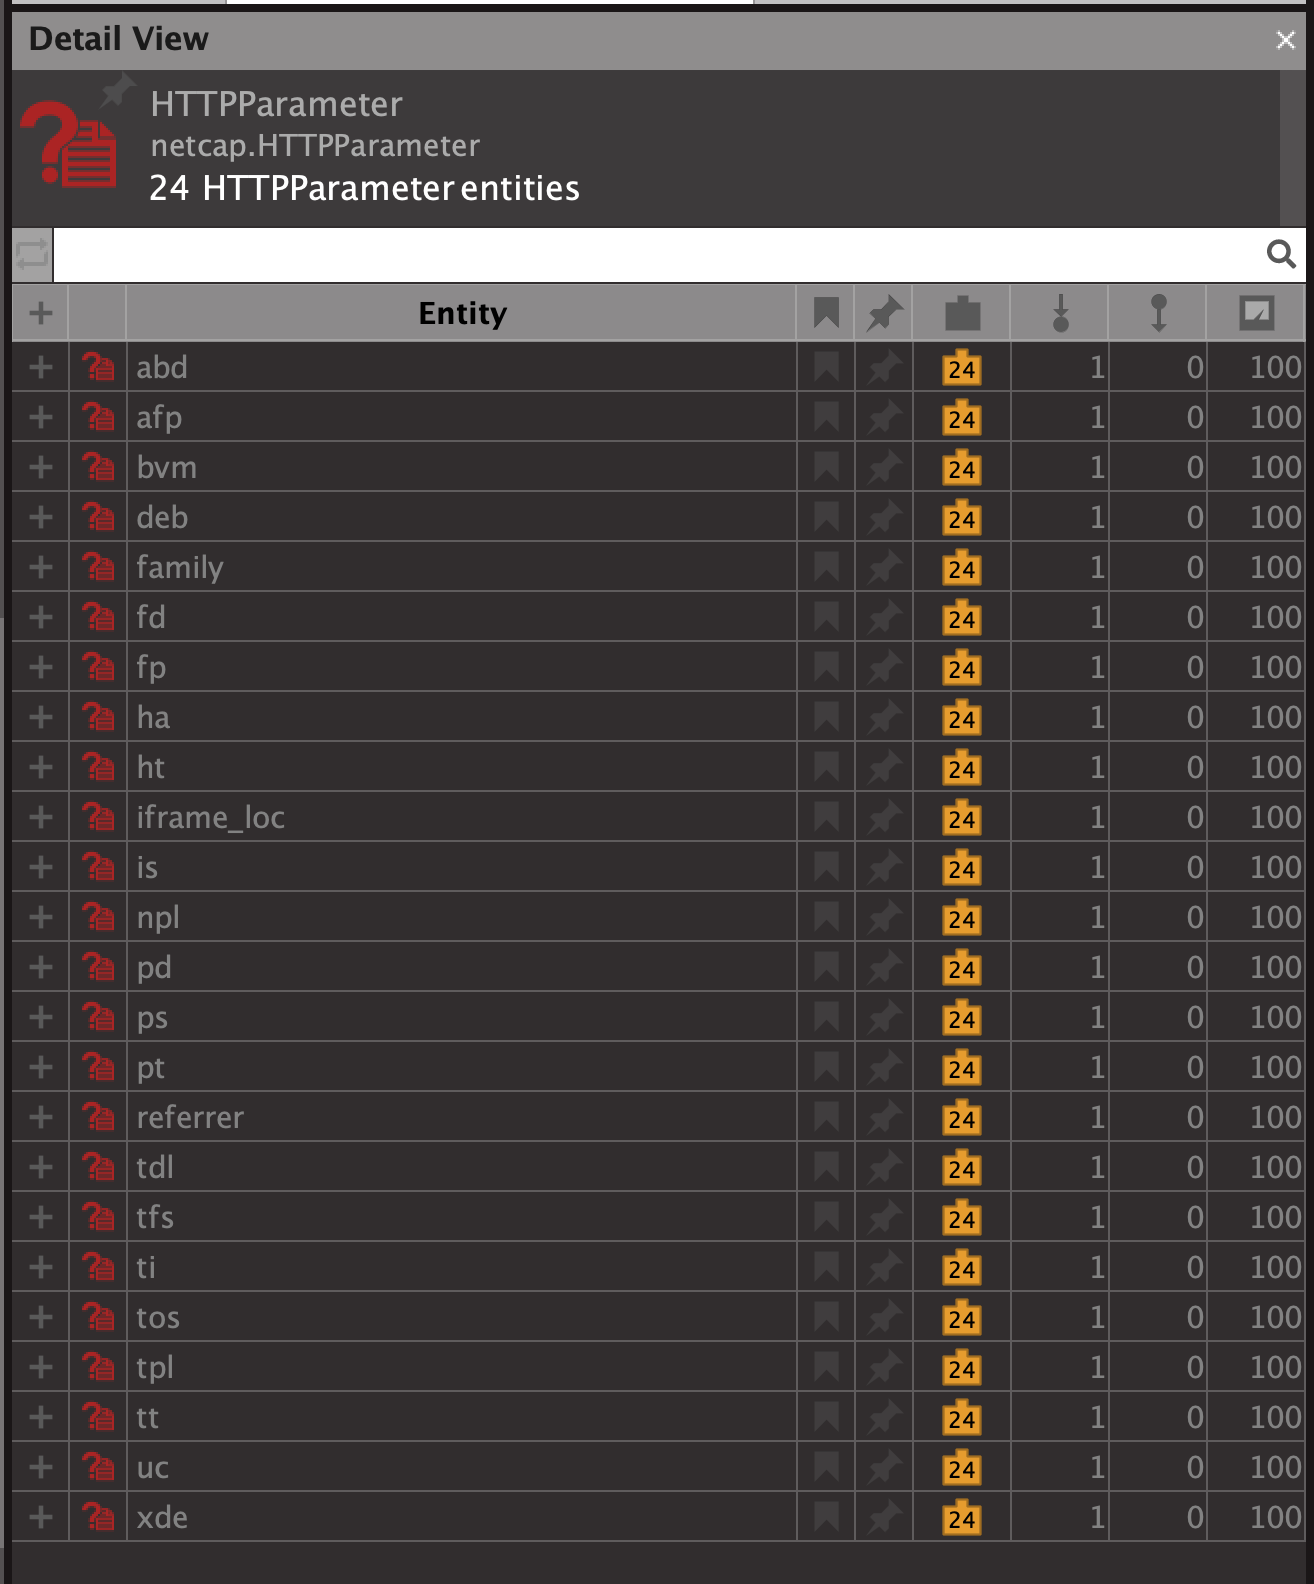 Detail View
HTTPParameter
netcap.HTTPParameter
24 HTTPParameter entities
Entity
abd 24 1 0 100
afp 24 1 0 100
bvm 24 1 0 100
deb 24 1 0 100
family 24 1 0 100
fd 24 1 0 100
fp 24 1 0 100
ha 24 1 0 100
ht 24 1 0 100
iframe_loc 24 1 0 100
is 24 1 0 100
npl 24 1 0 100
pd 24 1 0 100
ps 24 1 0 100
pt 24 1 0 100
referrer 24 1 0 100
tdl 24 1 0 100
tfs 24 1 0 100
ti 24 1 0 100
tos 24 1 0 100
tpl 24 1 0 100
tt 24 1 0 100
uc 24 1 0 100
xde 24 1 0 100